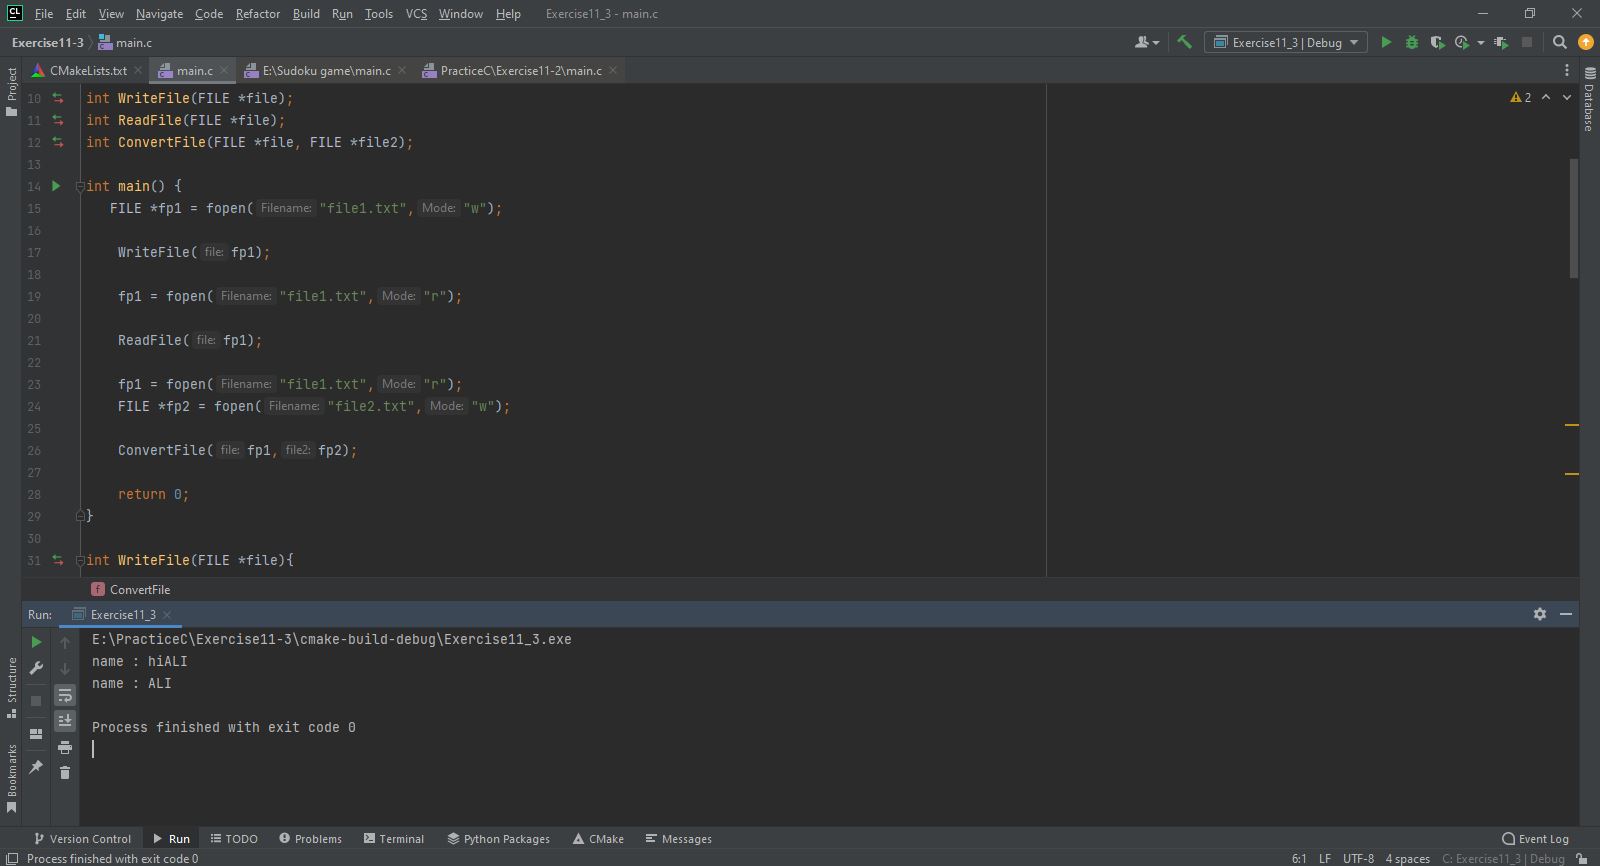 CL File Edit View Navigate Code Refactor Build Run Tools VCS Window Help Exercise11_3 - main.c
Exercise11-3 main.c Exercise11_3 | Debug
Project CMakeLists.txt main.c E:\Sudoku game\main.c PracticeC\Exercise11-2\main.c
Database
2
10 int WriteFile(FILE *file);
11 int ReadFile(FILE *file);
12 int ConvertFile(FILE *file, FILE *file2);
13
14 int main() {
15 FILE *fp1 = fopen( Filename: "file1.txt", Mode: "w");
16
17 WriteFile( file: fp1);
18
19 fp1 = fopen( Filename: "file1.txt", Mode: "r");
20
21 ReadFile( file: fp1);
22
23 fp1 = fopen( Filename: "file1.txt", Mode: "r");
24 FILE *fp2 = fopen( Filename: "file2.txt", Mode: "w");
25
26 ConvertFile( file: fp1, file2: fp2);
27
28 return 0;
29 }
30
31 int WriteFile(FILE *file){
f ConvertFile
Run: Exercise11_3
E:\PracticeC\Exercise11-3\cmake-build-debug\Exercise11_3.exe
name : hiALI
name : ALI
Process finished with exit code 0
Structure
Bookmarks
Version Control Run TODO Problems Terminal Python Packages CMake Messages Event Log
Process finished with exit code 0 6:1 LF UTF-8 4 spaces C: Exercise11_3 | Debug